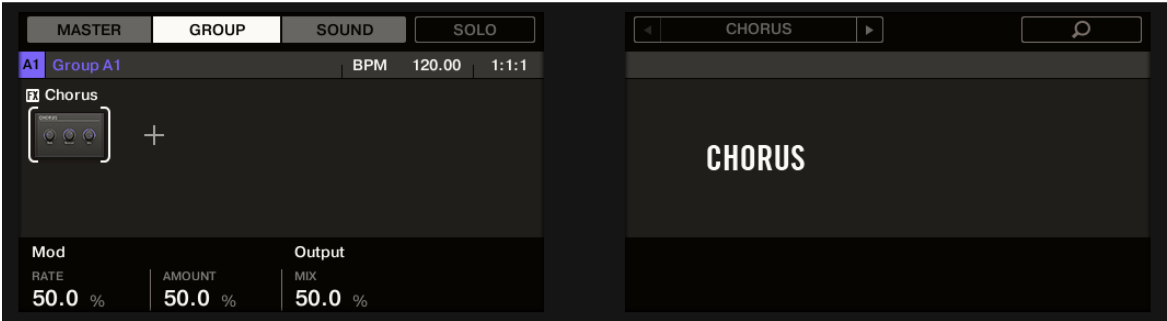 MASTER GROUP SOUND SOLO
CHORUS
A1 Group A1 BPM 120.00 1:1:1
FX Chorus
CHORUS
CHORUS
Mod Output
RATE AMOUNT MIX
50.0 % 50.0 % 50.0 %